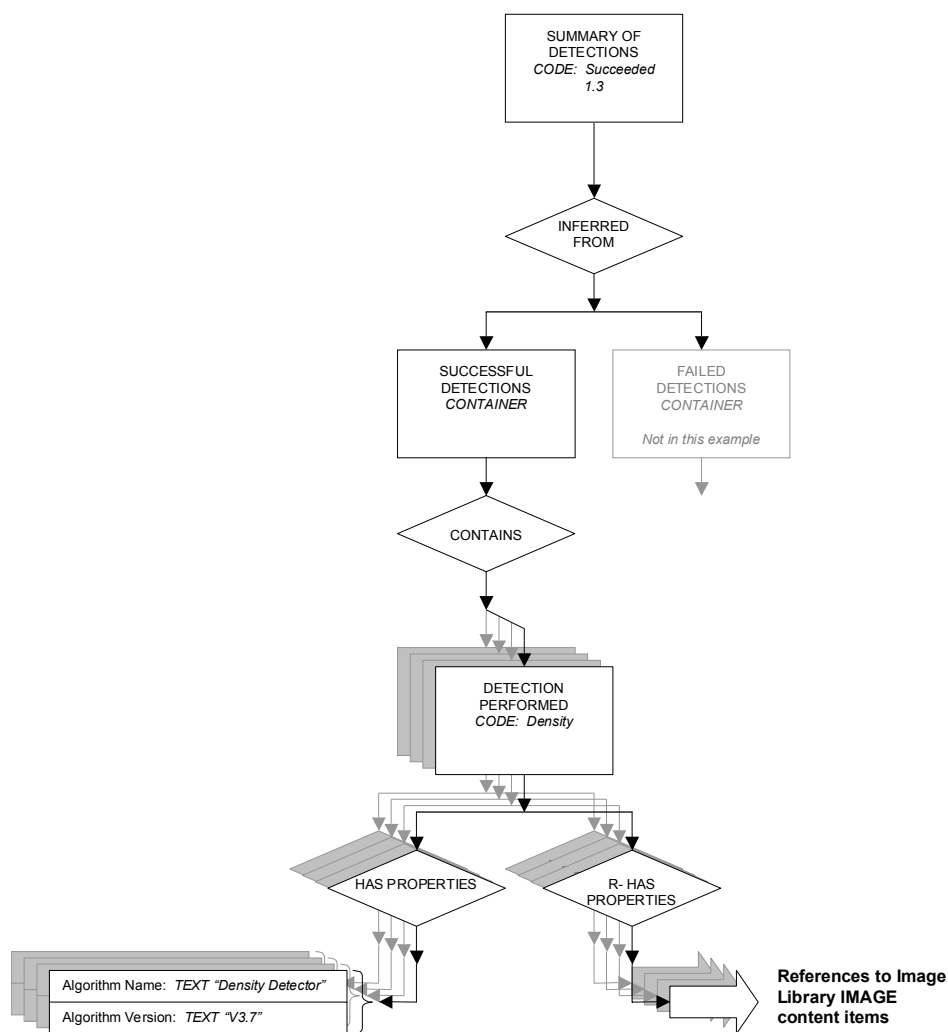 SUMMARY OF
DETECTIONS
CODE: Succeeded
1.3
INFERRED
FROM
SUCCESSFUL
DETECTIONS
CONTAINER
FAILED
DETECTIONS
CONTAINER
Not in this example
CONTAINS
DETECTION
PERFORMED
CODE: Density
HAS PROPERTIES
R- HAS
PROPERTIES
Algorithm Name: TEXT “Density Detector”
Algorithm Version: TEXT “V3.7”
References to Image
Library IMAGE
content items